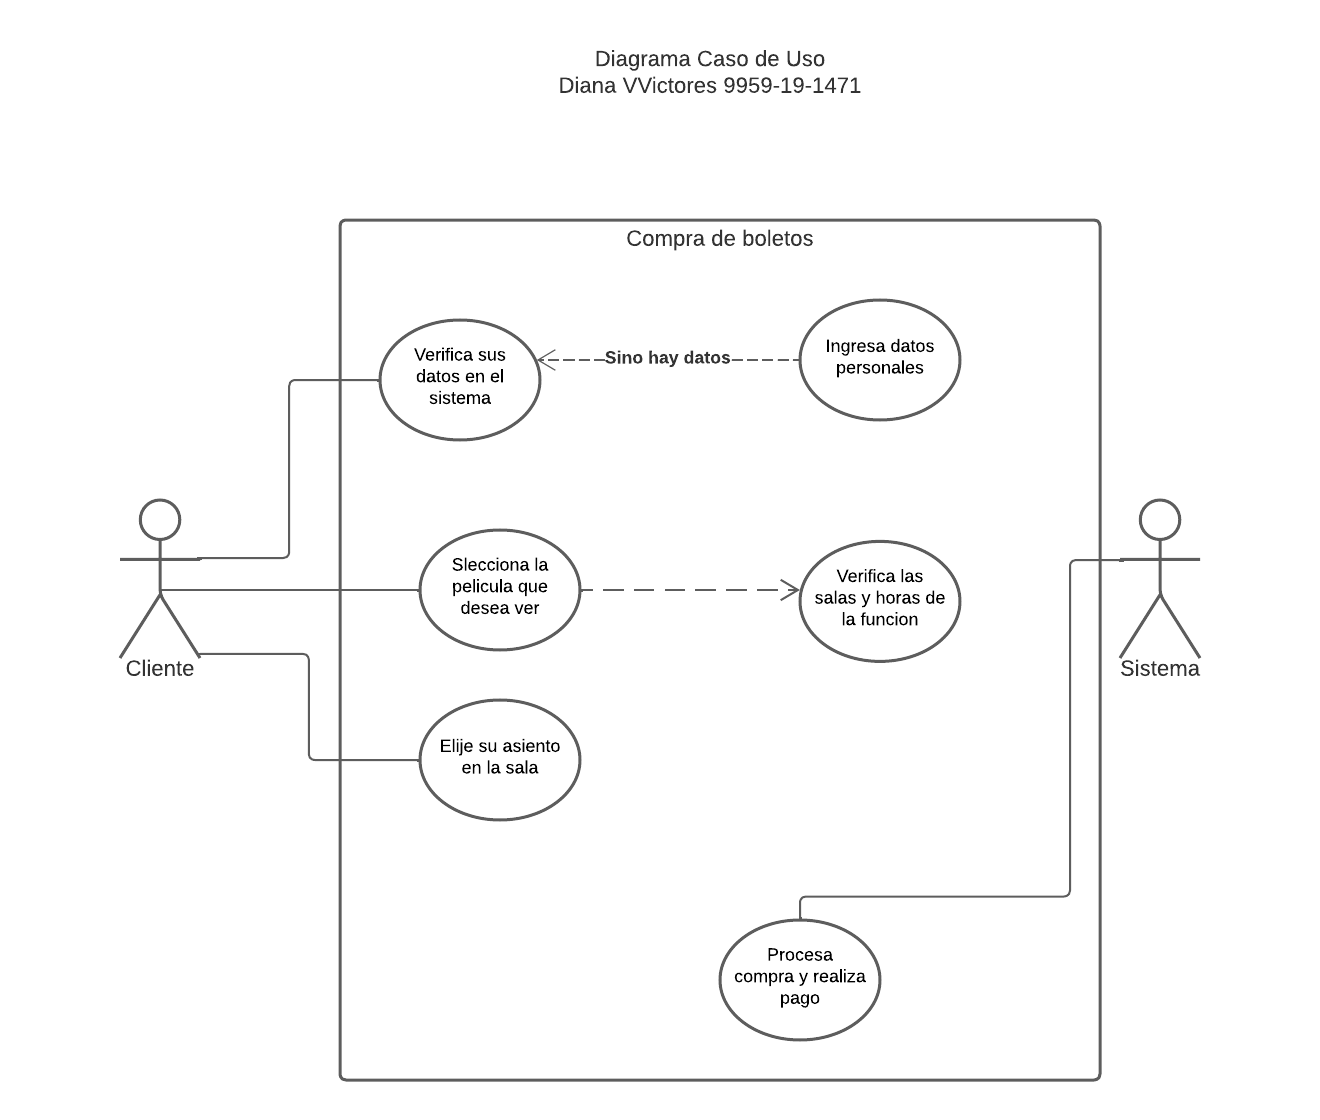 Diagrama Caso de Uso
Diana VVictores 9959-19-1471
Compra de boletos
Verifica sus
datos en el
sistema
Sino hay datos
Ingresa datos
personales
Slecciona la
pelicula que
desea ver
Verifica las
salas y horas de
la funcion
Cliente
Sistema
Elije su asiento
en la sala
Procesa
compra y realiza
pago